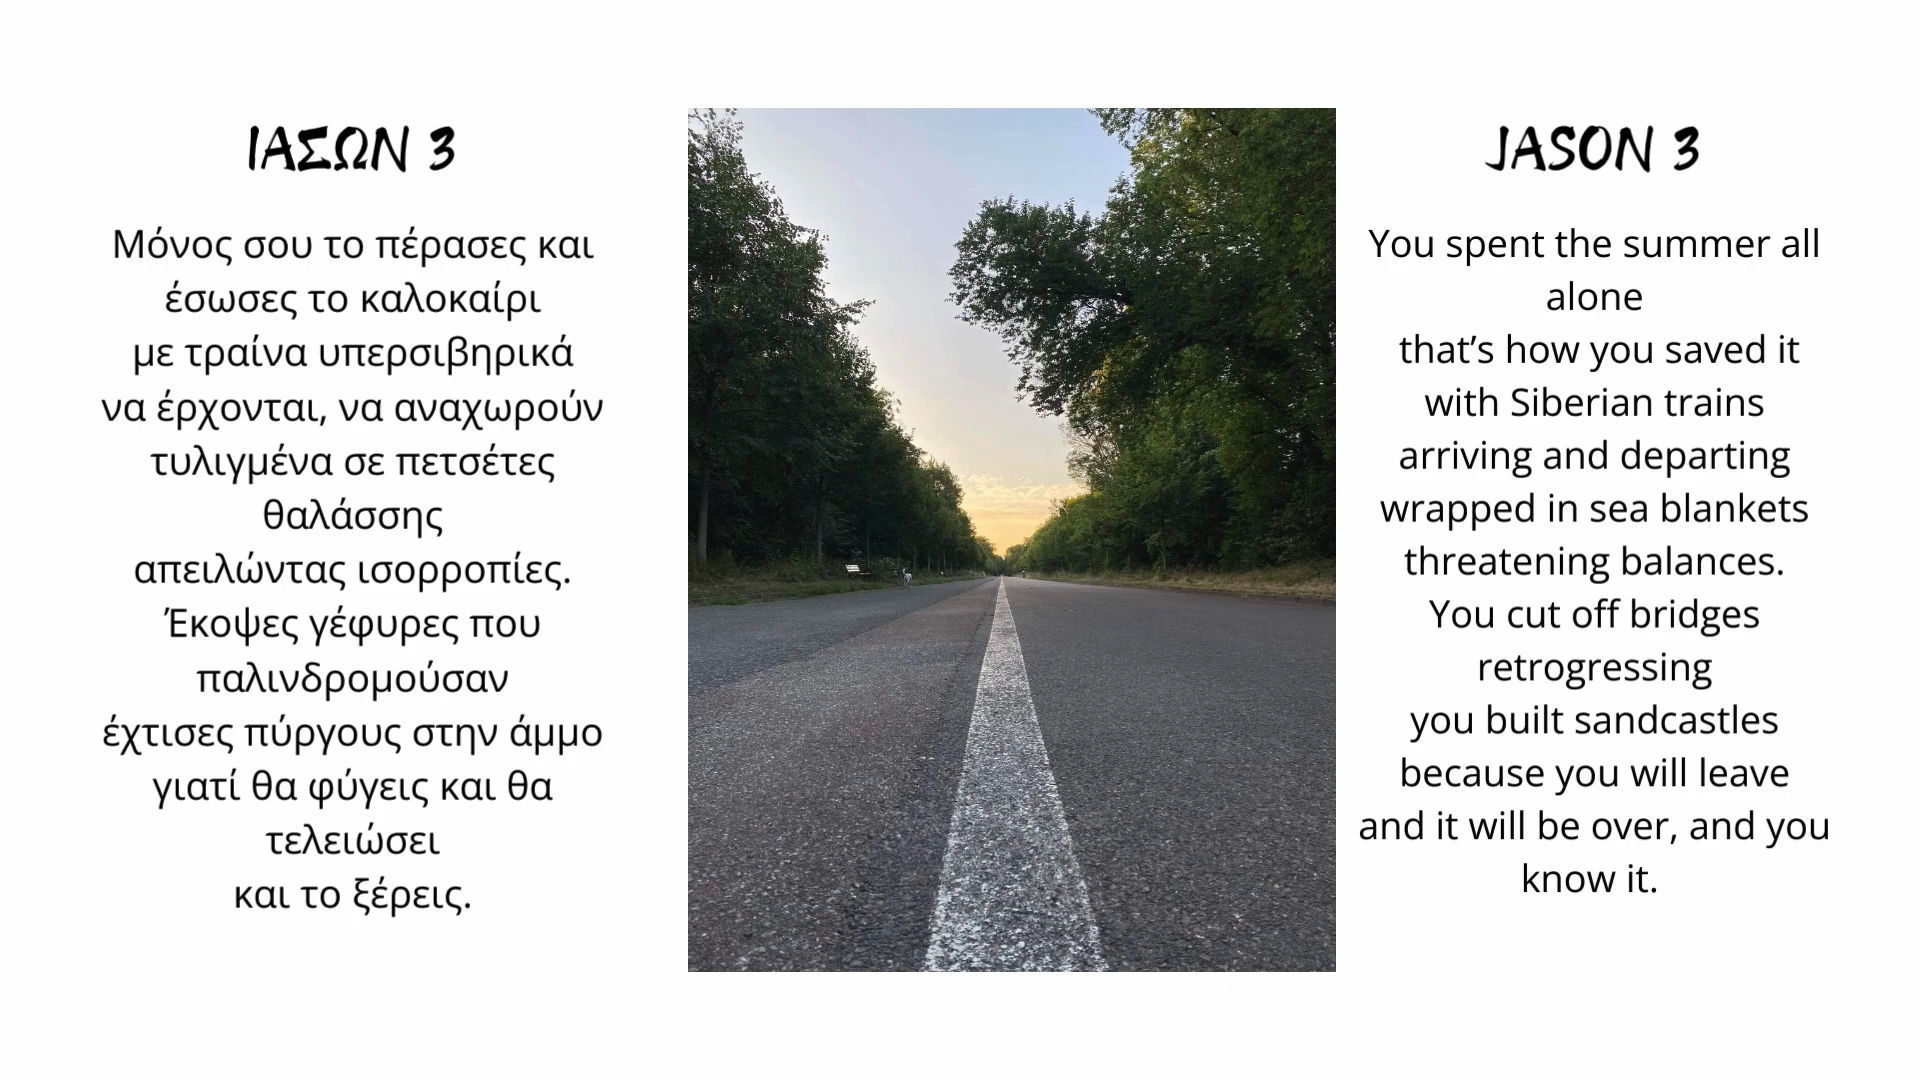 ΙΑΣΩΝ 3
Μόνος σου το πέρασες και
έσωσες το καλοκαίρι
με τραίνα υπερσιβηρικά
να έρχονται, να αναχωρούν
τυλιγμένα σε πετσέτες
θαλάσσης
απειλώντας ισορροπίες.
Έκοψες γέφυρες που
παλινδρομούσαν
έχτισες πύργους στην άμμο
γιατί θα φύγεις και θα
τελειώσει
και το ξέρεις.
JASON 3
You spent the summer all
alone
that’s how you saved it
with Siberian trains
arriving and departing
wrapped in sea blankets
threatening balances.
You cut off bridges
retrogressing
you built sandcastles
because you will leave
and it will be over, and you
know it.